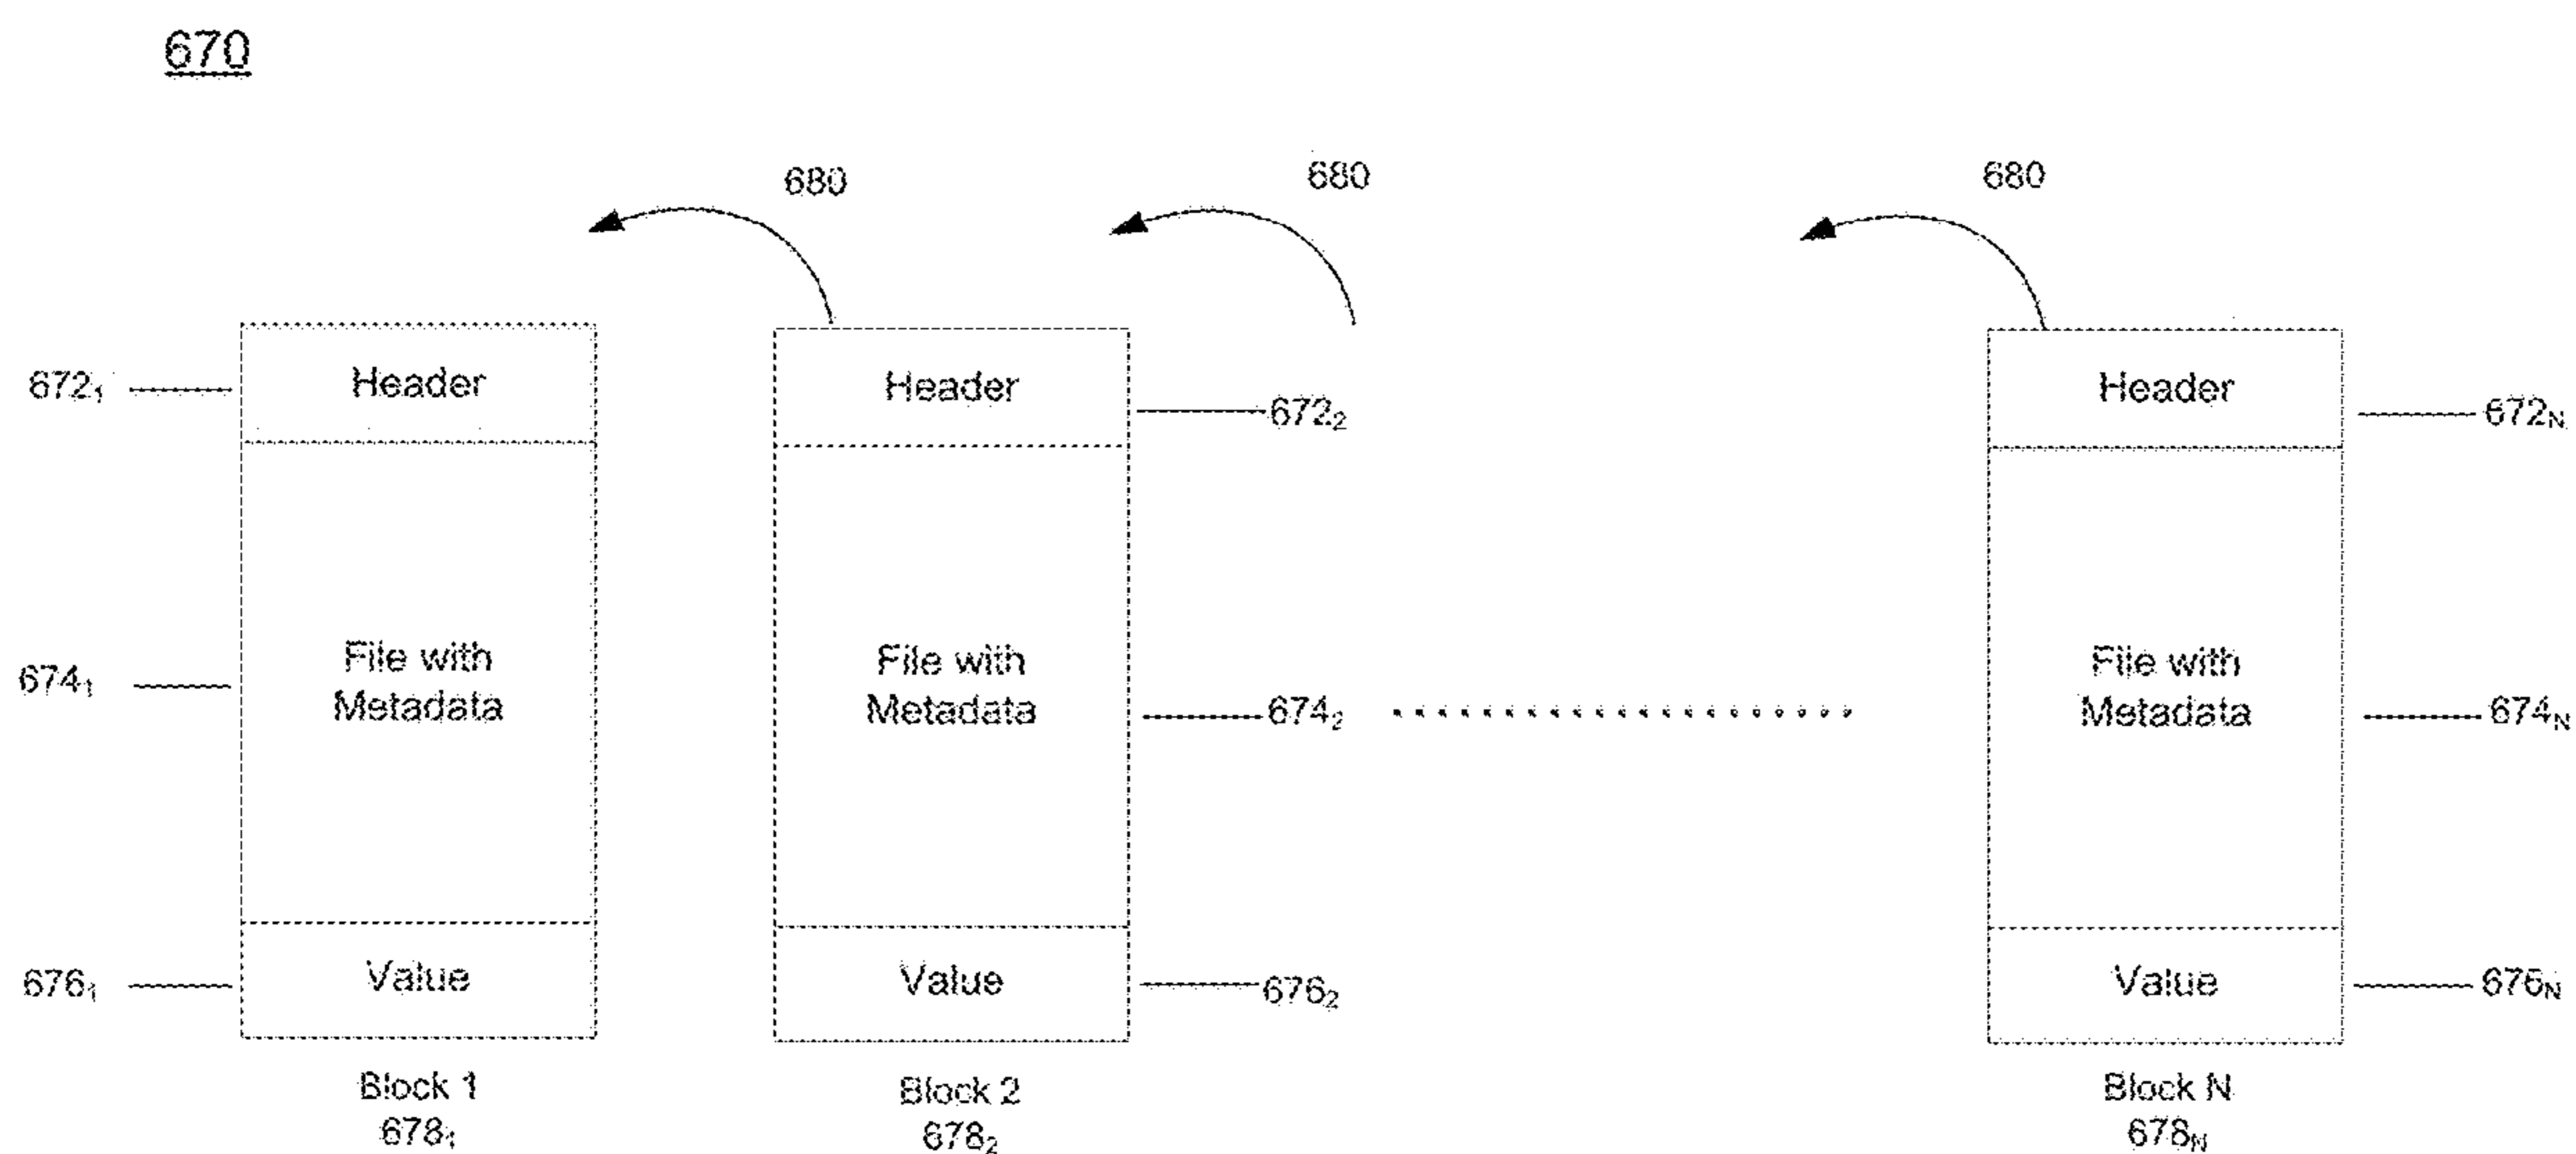 670
680 680 680
Header Header Header
672₁ 672₂ 672N
File with File with File with
Metadata Metadata Metadata
674₁ 674₂ 674N
Value Value Value
676₁ 676₂ 676N
Block 1 Block 2 Block N
678₁ 678₂ 678N